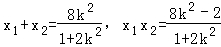 x₁+x₂=8k²/(1+2k²), x₁x₂=(8k²-2)/(1+2k²)